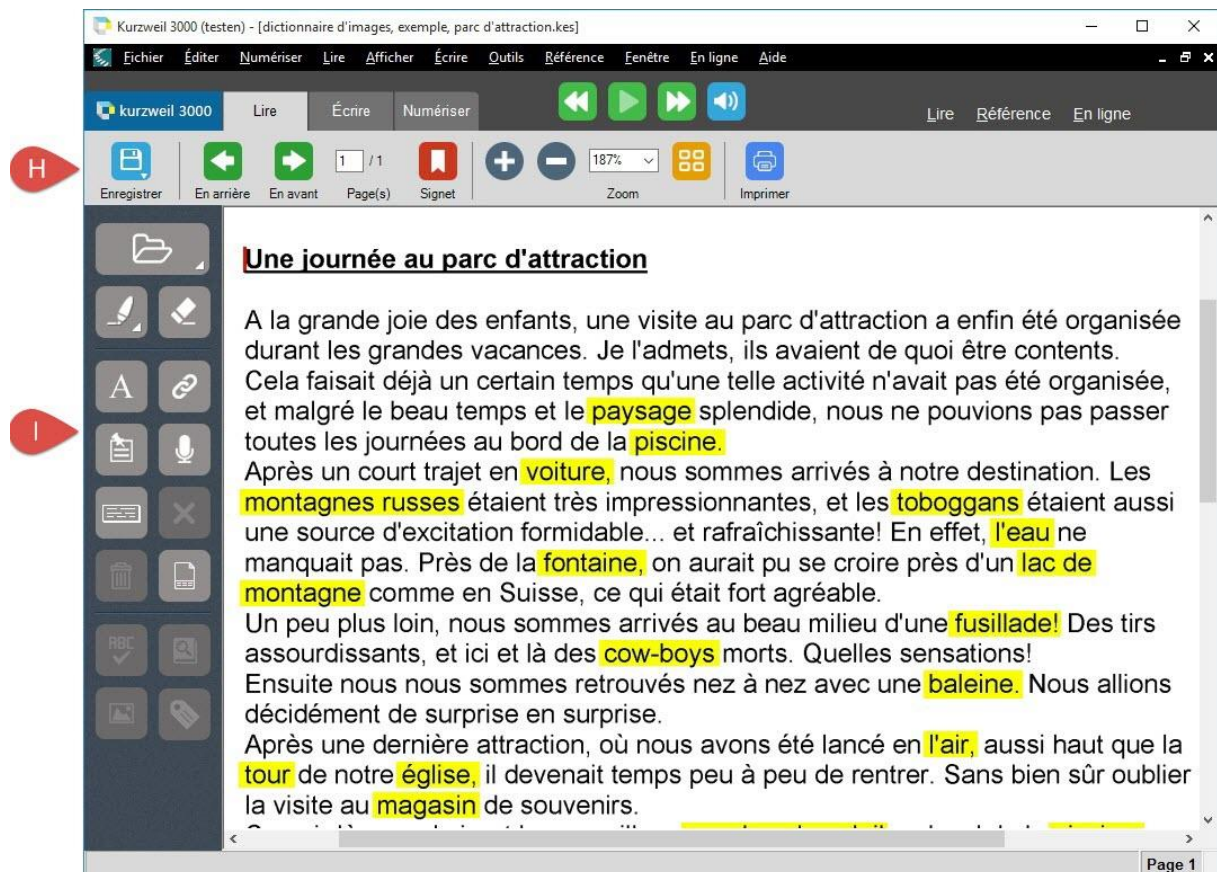 Kurzweil 3000 (testen) - [dictionnaire d'images, exemple, parc d'attraction.kes]
Fichier Éditer Numériser Lire Afficher Écrire Outils Référence Fenêtre En ligne Aide
kurzweil 3000 Lire Écrire Numériser Lire Référence En ligne
H
1 / 1 187%
Enregistrer En arrière En avant Page(s) Signet Zoom Imprimer
Une journée au parc d'attraction
A la grande joie des enfants, une visite au parc d'attraction a enfin été organisée
durant les grandes vacances. Je l'admets, ils avaient de quoi être contents.
Cela faisait déjà un certain temps qu'une telle activité n'avait pas été organisée,
et malgré le beau temps et le paysage splendide, nous ne pouvions pas passer
toutes les journées au bord de la piscine.
Après un court trajet en voiture, nous sommes arrivés à notre destination. Les
montagnes russes étaient très impressionnantes, et les toboggans étaient aussi
une source d'excitation formidable... et rafraîchissante! En effet, l'eau ne
manquait pas. Près de la fontaine, on aurait pu se croire près d'un lac de
montagne comme en Suisse, ce qui était fort agréable.
Un peu plus loin, nous sommes arrivés au beau milieu d'une fusillade! Des tirs
assourdissants, et ici et là des cow-boys morts. Quelles sensations!
Ensuite nous nous sommes retrouvés nez à nez avec une baleine. Nous allions
décidément de surprise en surprise.
Après une dernière attraction, où nous avons été lancé en l'air, aussi haut que la
tour de notre église, il devenait temps peu à peu de rentrer. Sans bien sûr oublier
la visite au magasin de souvenirs.
I
A
ABC
Page 1